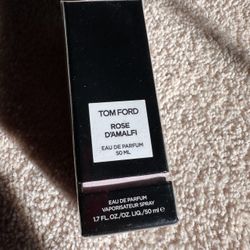 TOM FORD
ROSE
D'AMALFI
EAU DE PARFUM
50 ML
EAU DE PARFUM
VAPORISATEUR SPRAY
1.7 FL. OZ./OZ. LIQ./50 ml ℮